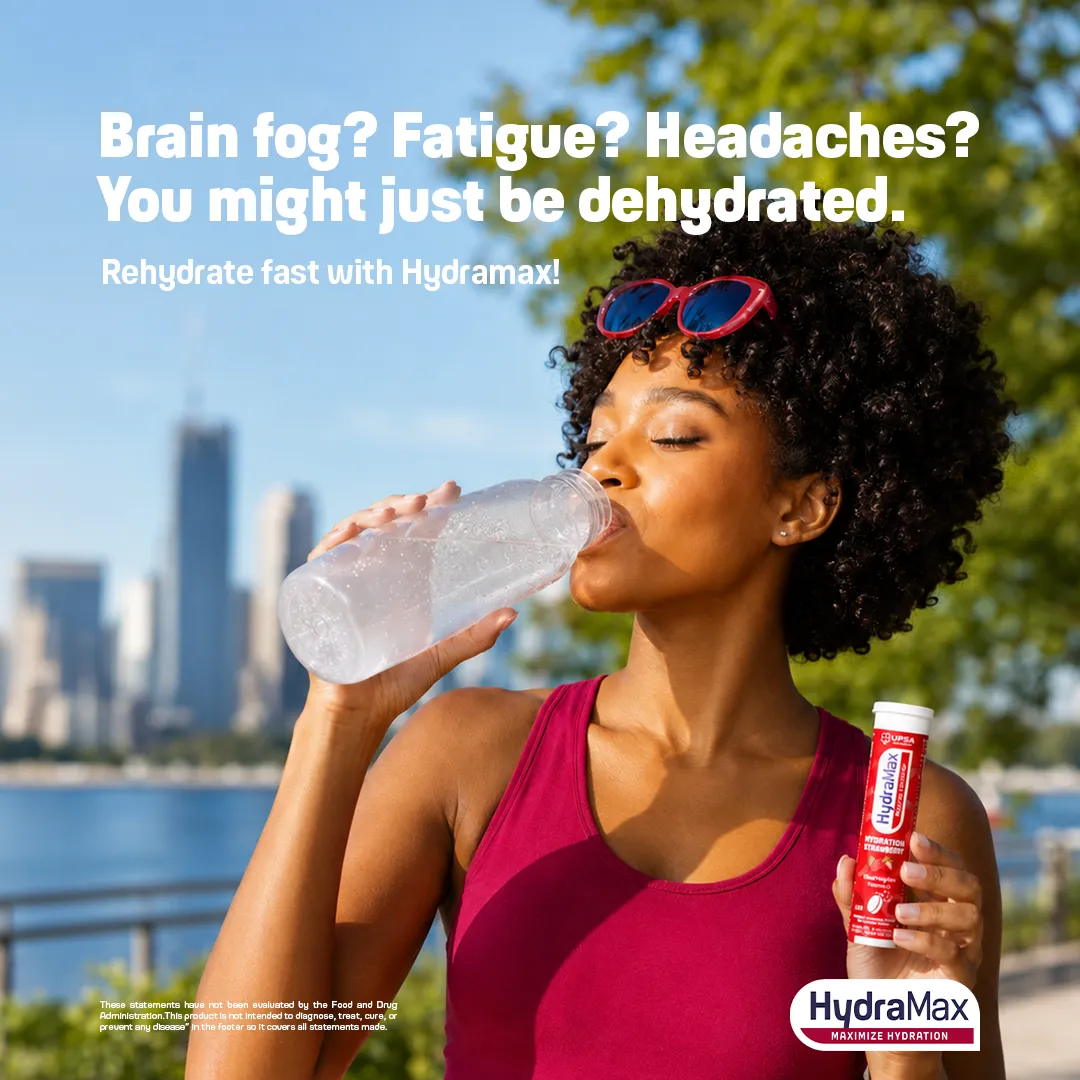 Brain fog? Fatigue? Headaches?
You might just be dehydrated.
Rehydrate fast with Hydramax!
UPSA
HydraMax
HYDRATION
STRAWBERRY
These statements have not been evaluated by the Food and Drug
Administration.This product is not intended to diagnose, treat, cure, or
prevent any disease” in the footer so it covers all statements made.
HydraMax
MAXIMIZE HYDRATION